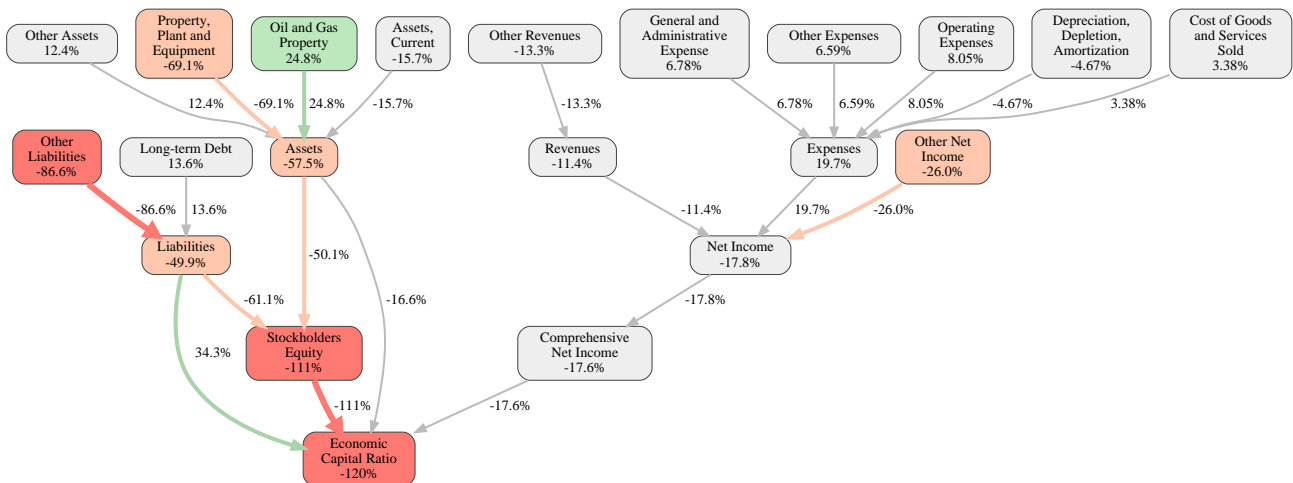 Other Assets
12.4%
Property,
Plant and
Equipment
-69.1%
Oil and Gas
Property
24.8%
Assets,
Current
-15.7%
Other Revenues
-13.3%
General and
Administrative
Expense
6.78%
Other Expenses
6.59%
Operating
Expenses
8.05%
Depreciation,
Depletion,
Amortization
-4.67%
Cost of Goods
and Services
Sold
3.38%
12.4%
-69.1%
24.8%
-15.7%
-13.3%
6.78%
6.59%
8.05%
-4.67%
3.38%
Other
Liabilities
-86.6%
Long-term Debt
13.6%
Assets
-57.5%
Revenues
-11.4%
Expenses
19.7%
Other Net
Income
-26.0%
-86.6%
13.6%
-11.4%
19.7%
-26.0%
Liabilities
-49.9%
-50.1%
Net Income
-17.8%
-61.1%
-16.6%
-17.8%
34.3%
Stockholders
Equity
-111%
Comprehensive
Net Income
-17.6%
-111%
-17.6%
Economic
Capital Ratio
-120%